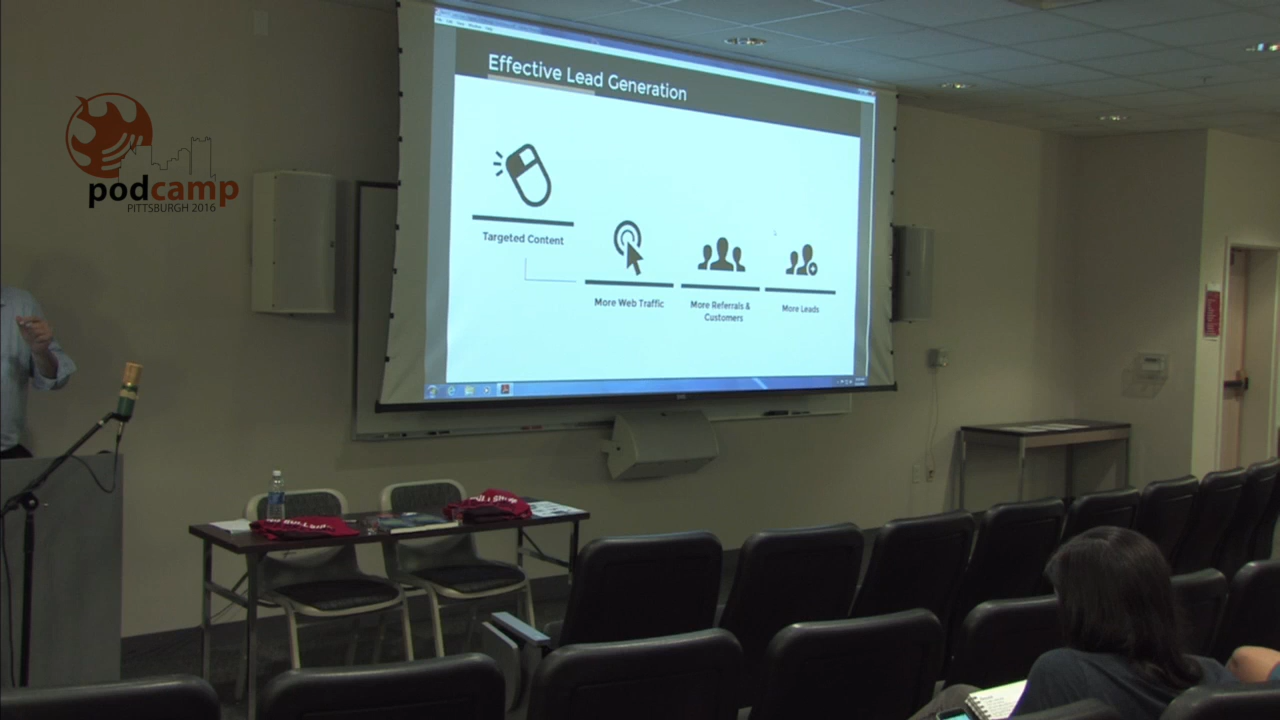 Effective Lead Generation
podcamp
PITTSBURGH 2016
Targeted Content
More Web Traffic
More Referrals &
Customers
More Leads